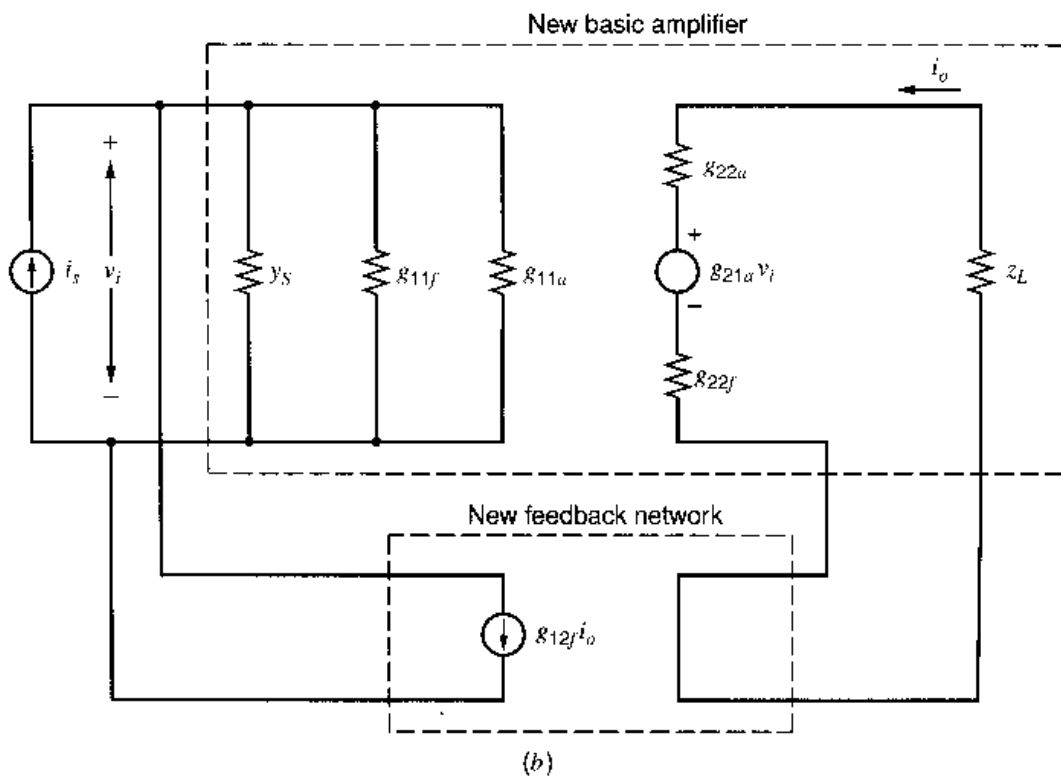 New basic amplifier
i_o
+
i_s
v_i
−
y_S
g_11f
g_11a
g_22a
+
g_21a v_i
−
g_22f
z_L
New feedback network
g_12f i_o
(b)